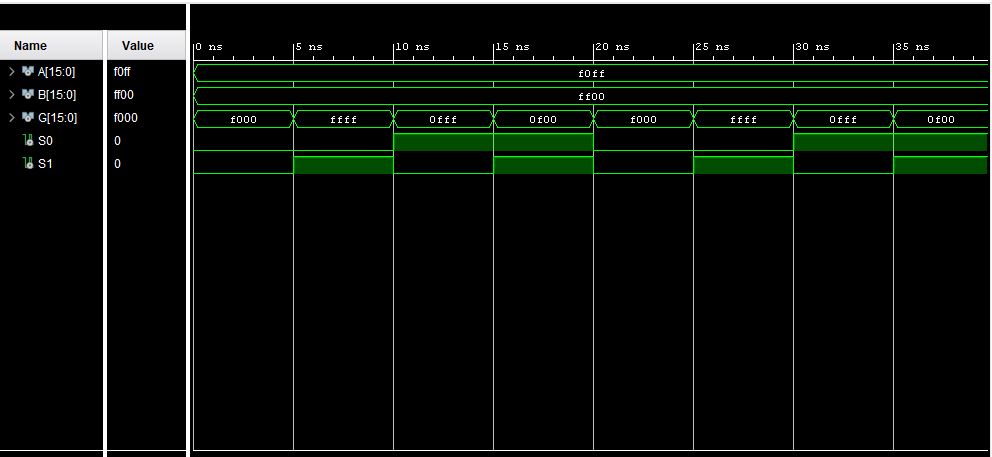 Name Value 0 ns 5 ns 10 ns 15 ns 20 ns 25 ns 30 ns 35 ns
A[15:0] f0ff f0ff
B[15:0] ff00 ff00
G[15:0] f000 f000 ffff 0fff 0f00 f000 ffff 0fff 0f00
S0 0
S1 0